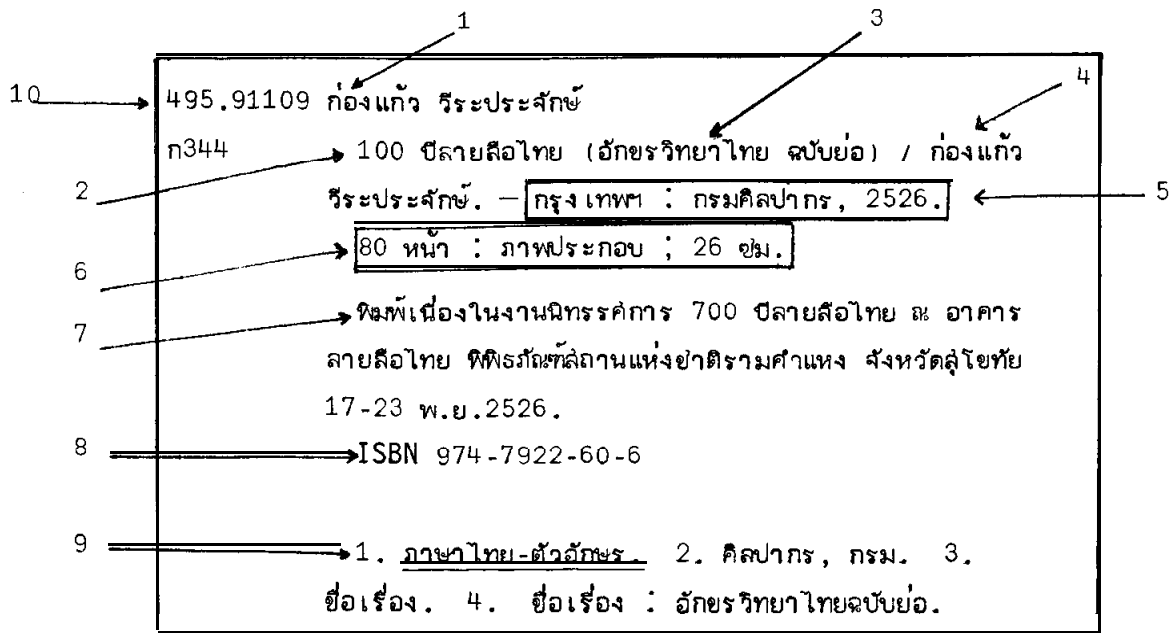 1
3
4
10
495.91109 ก่องแก้ว วีระประจักษ์
ก344
100 ปีลายสือไทย (อักขรวิทยาไทย ฉบับย่อ) / ก่องแก้ว
2
วีระประจักษ์. — กรุงเทพฯ : กรมศิลปากร, 2526.
5
80 หน้า : ภาพประกอบ ; 26 ซม.
6
พิมพ์เนื่องในงานนิทรรศการ 700 ปีลายสือไทย ณ อาคาร
7
ลายสือไทย พิพิธภัณฑ์สถานแห่งชาติรามคำแหง จังหวัดสุโขทัย
17-23 พ.ย.2526.
8
ISBN 974-7922-60-6
9
1. ภาษาไทย-ตัวอักษร. 2. ศิลปากร, กรม. 3.
ชื่อเรื่อง. 4. ชื่อเรื่อง : อักขรวิทยาไทยฉบับย่อ.